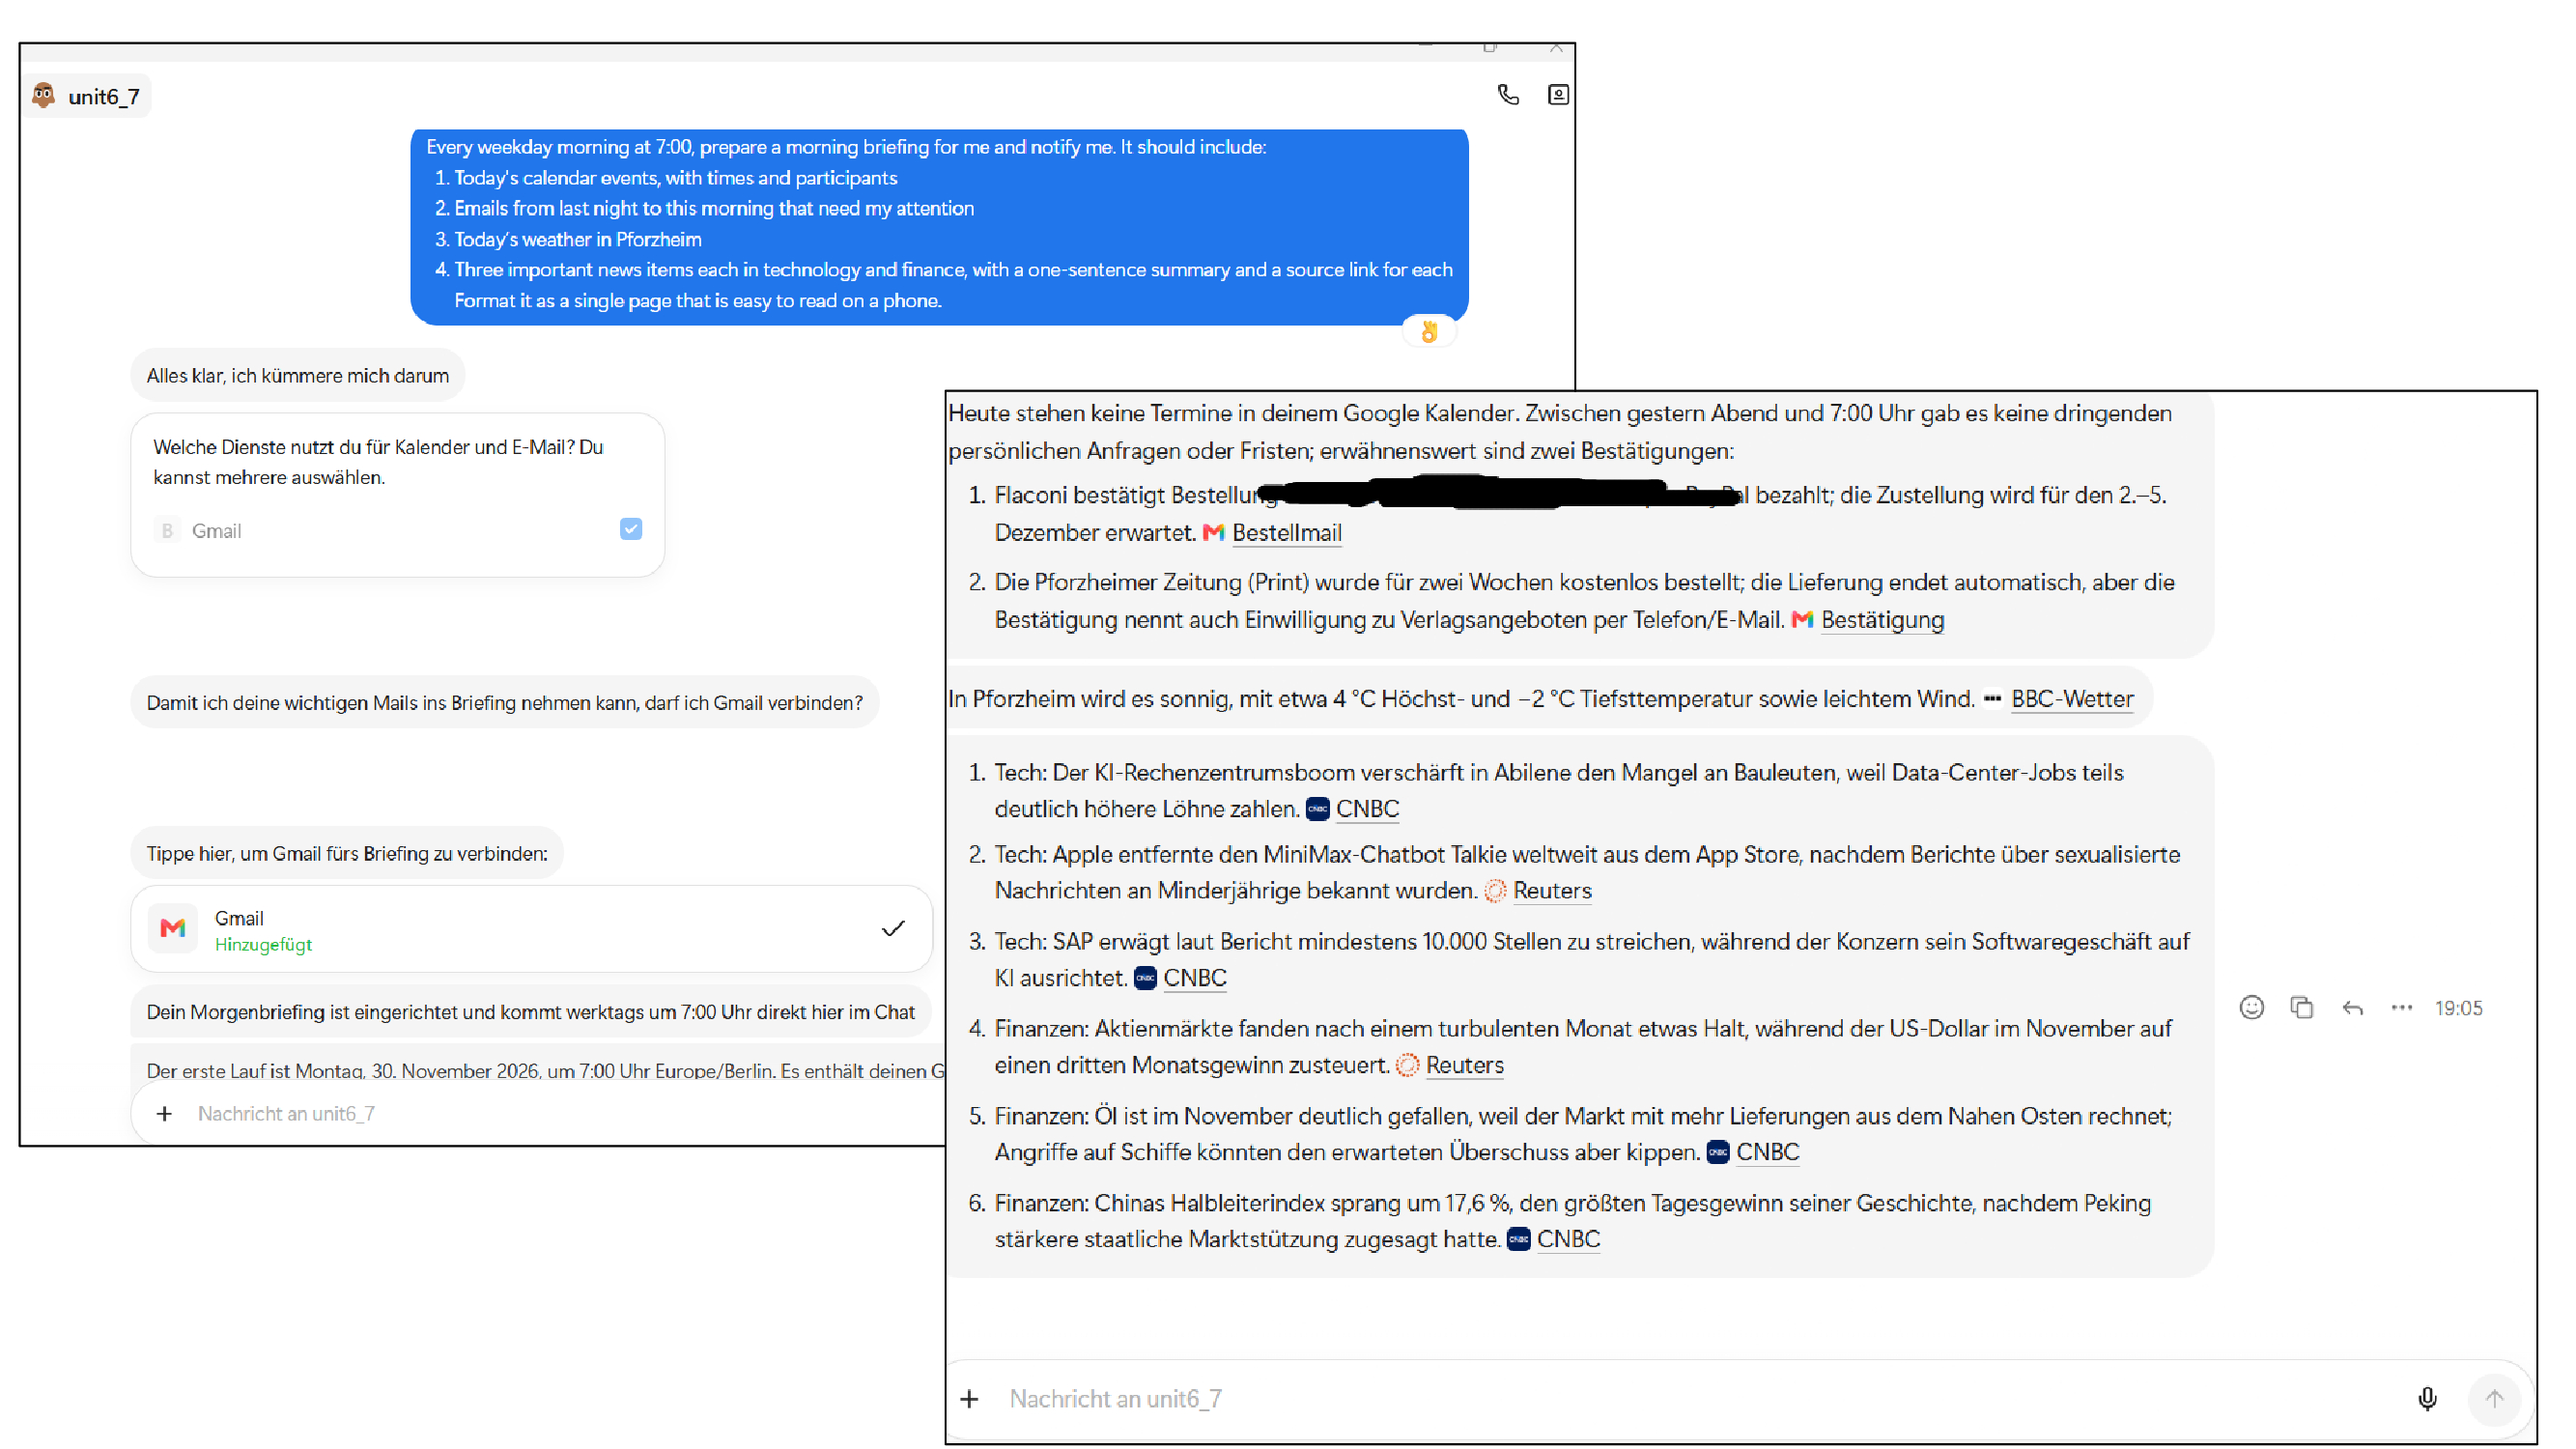 unit6_7
Every weekday morning at 7:00, prepare a morning briefing for me and notify me. It should include:
1. Today's calendar events, with times and participants
2. Emails from last night to this morning that need my attention
3. Today's weather in Pforzheim
4. Three important news items each in technology and finance, with a one-sentence summary and a source link for each
Format it as a single page that is easy to read on a phone.
Alles klar, ich kümmere mich darum
Welche Dienste nutzt du für Kalender und E-Mail? Du
kannst mehrere auswählen.
B Gmail
Damit ich deine wichtigen Mails ins Briefing nehmen kann, darf ich Gmail verbinden?
Tippe hier, um Gmail fürs Briefing zu verbinden:
Gmail
Hinzugefügt
Dein Morgenbriefing ist eingerichtet und kommt werktags um 7:00 Uhr direkt hier im Chat
Der erste Lauf ist Montag, 30. November 2026, um 7:00 Uhr Europe/Berlin. Es enthält deinen G
Nachricht an unit6_7
Heute stehen keine Termine in deinem Google Kalender. Zwischen gestern Abend und 7:00 Uhr gab es keine dringenden
persönlichen Anfragen oder Fristen; erwähnenswert sind zwei Bestätigungen:
1. Flaconi bestätigt bezahlt; die Zustellung wird für den 2.–5.
Dezember erwartet. Bestellmail
2. Die Pforzheimer Zeitung (Print) wurde für zwei Wochen kostenlos bestellt; die Lieferung endet automatisch, aber die
Bestätigung nennt auch Einwilligung zu Verlagsangeboten per Telefon/E-Mail. Bestätigung
In Pforzheim wird es sonnig, mit etwa 4 °C Höchst- und −2 °C Tiefsttemperatur sowie leichtem Wind. BBC-Wetter
1. Tech: Der KI-Rechenzentrumsboom verschärft in Abilene den Mangel an Bauleuten, weil Data-Center-Jobs teils
deutlich höhere Löhne zahlen. CNBC
2. Tech: Apple entfernte den MiniMax-Chatbot Talkie weltweit aus dem App Store, nachdem Berichte über sexualisierte
Nachrichten an Minderjährige bekannt wurden. Reuters
3. Tech: SAP erwägt laut Bericht mindestens 10.000 Stellen zu streichen, während der Konzern sein Softwaregeschäft auf
KI ausrichtet. CNBC
4. Finanzen: Aktienmärkte fanden nach einem turbulenten Monat etwas Halt, während der US-Dollar im November auf
einen dritten Monatsgewinn zusteuert. Reuters
5. Finanzen: Öl ist im November deutlich gefallen, weil der Markt mit mehr Lieferungen aus dem Nahen Osten rechnet;
Angriffe auf Schiffe könnten den erwarteten Überschuss aber kippen. CNBC
6. Finanzen: Chinas Halbleiterindex sprang um 17,6 %, den größten Tagesgewinn seiner Geschichte, nachdem Peking
stärkere staatliche Marktstützung zugesagt hatte. CNBC
19:05
Nachricht an unit6_7